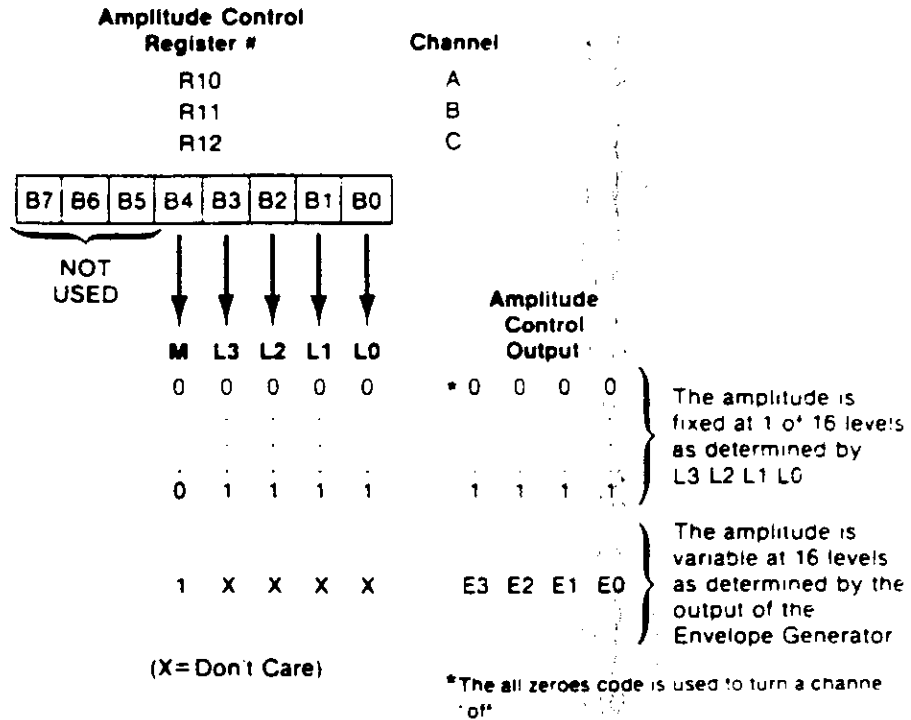 Amplitude Control
Register # Channel
R10 A
R11 B
R12 C
B7 B6 B5 B4 B3 B2 B1 B0
NOT
USED
Amplitude
Control
Output
M L3 L2 L1 L0
0 0 0 0 0 * 0 0 0 0
The amplitude is
fixed at 1 of 16 levels
as determined by
L3 L2 L1 L0
0 1 1 1 1 1 1 1 1
The amplitude is
variable at 16 levels
as determined by the
output of the
Envelope Generator
1 X X X X E3 E2 E1 E0
(X=Don't Care)
*The all zeroes code is used to turn a channe
"of"